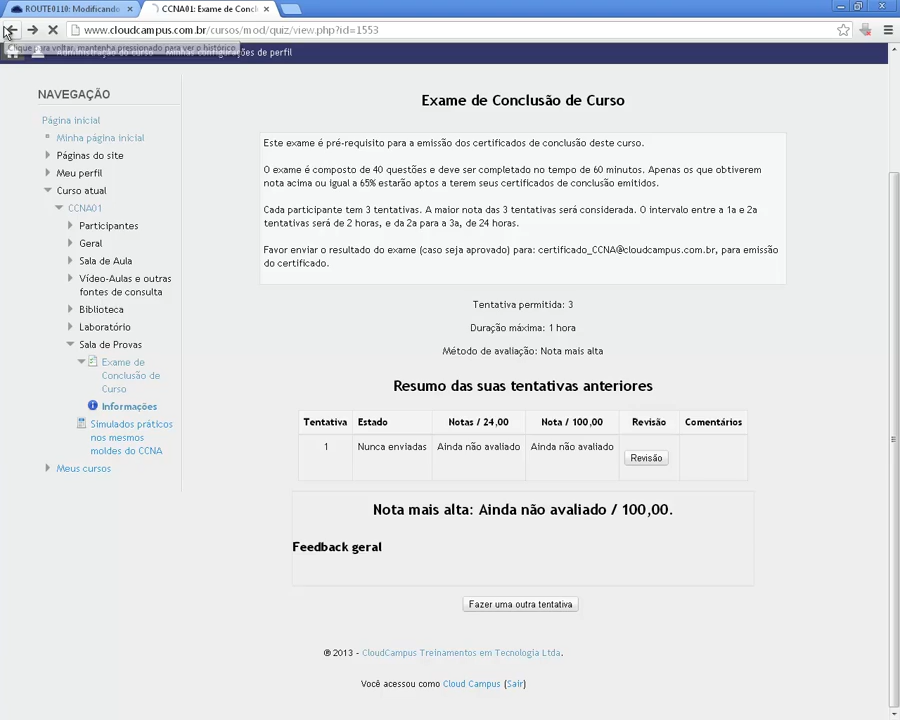 ROUTE0110: Modificando
CCNA01: Exame de Concl
www.cloudcampus.com.br/cursos/mod/quiz/view.php?id=1553
Clique para voltar, mantenha pressionado para ver o histórico
Administração do curso
Minhas configurações de perfil
NAVEGAÇÃO
Página inicial
Minha página inicial
Páginas do site
Meu perfil
Curso atual
CCNA01
Participantes
Geral
Sala de Aula
Vídeo-Aulas e outras
fontes de consulta
Biblioteca
Laboratório
Sala de Provas
Exame de
Conclusão de
Curso
Informações
Simulados práticos
nos mesmos
moldes do CCNA
Meus cursos
Exame de Conclusão de Curso
Este exame é pré-requisito para a emissão dos certificados de conclusão deste curso.
O exame é composto de 40 questões e deve ser completado no tempo de 60 minutos. Apenas os que obtiverem
nota acima ou igual a 65% estarão aptos a terem seus certificados de conclusão emitidos.
Cada participante tem 3 tentativas. A maior nota das 3 tentativas será considerada. O intervalo entre a 1a e 2a
tentativas será de 2 horas, e da 2a para a 3a, de 24 horas.
Favor enviar o resultado do exame (caso seja aprovado) para: certificado_CCNA@cloudcampus.com.br, para emissão
do certificado.
Tentativa permitida: 3
Duração máxima: 1 hora
Método de avaliação: Nota mais alta
Resumo das suas tentativas anteriores
Tentativa Estado Notas / 24,00 Nota / 100,00 Revisão Comentários
1 Nunca enviadas Ainda não avaliado Ainda não avaliado Revisão
Nota mais alta: Ainda não avaliado / 100,00.
Feedback geral
Fazer uma outra tentativa
® 2013 - CloudCampus Treinamentos em Tecnologia Ltda.
Você acessou como Cloud Campus (Sair)